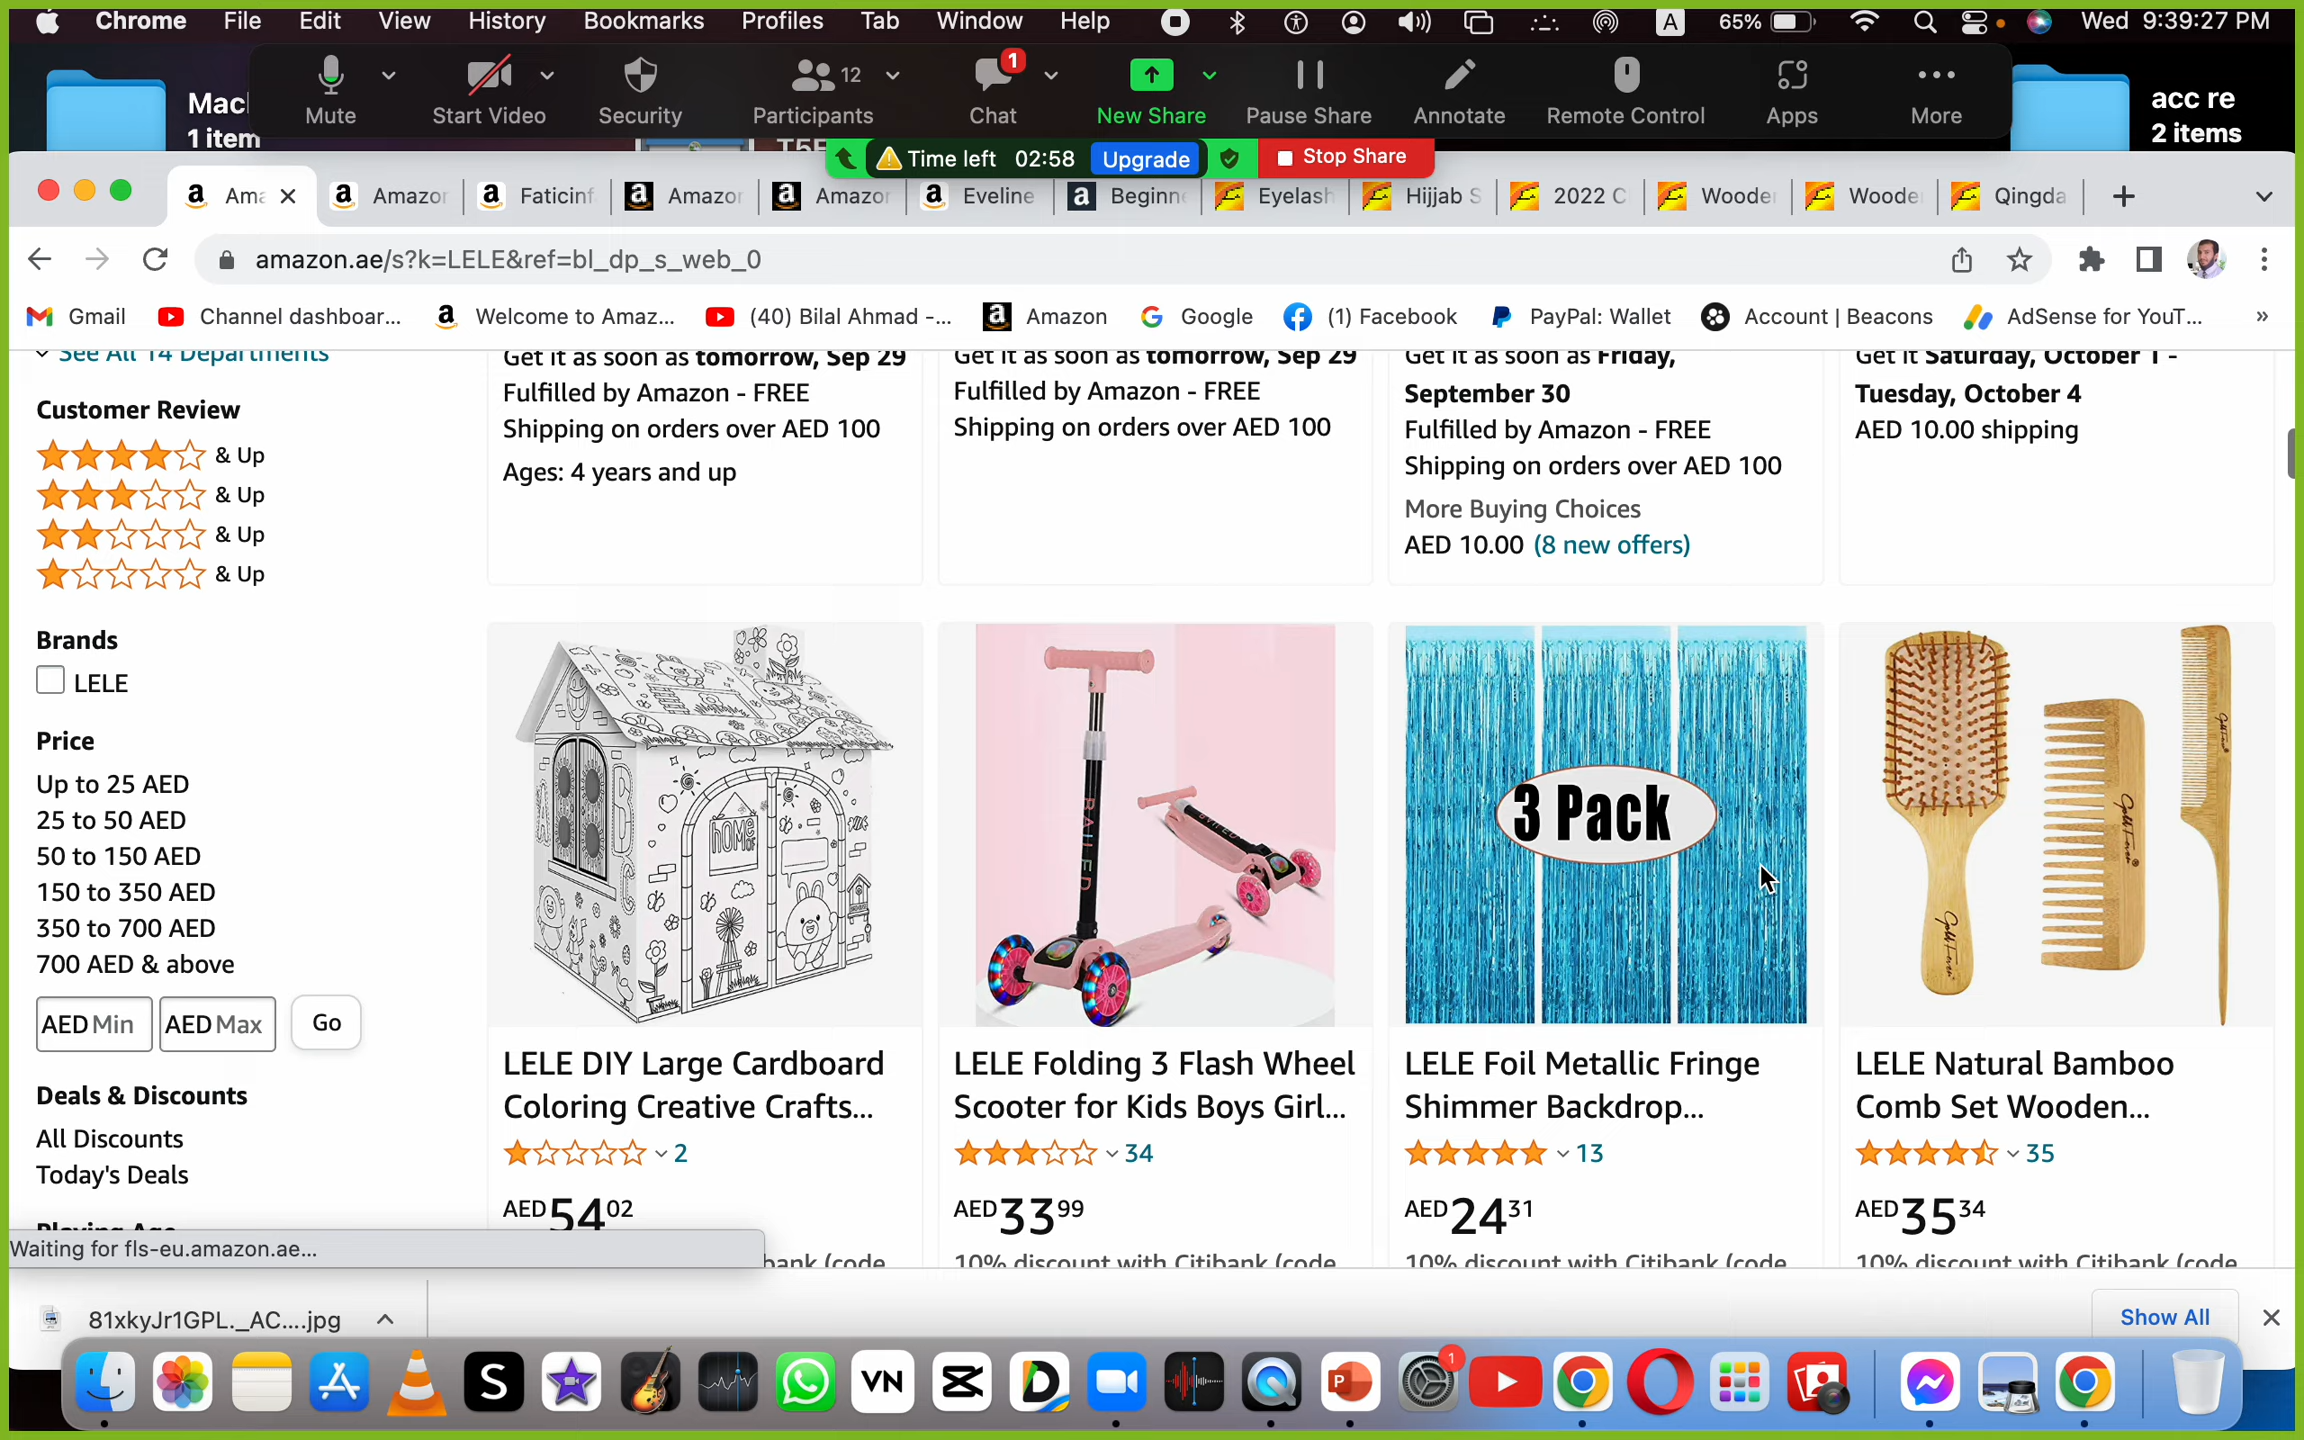 Chrome File Edit View History Bookmarks Profiles Tab Window Help A 65% Wed 9:39:27 PM
Mac
1 item
Mute
Start Video
Security
12
Participants
1
Chat
New Share
Pause Share
Annotate
Remote Control
Apps
More
acc re
2 items
Time left 02:58 Upgrade Stop Share
Ama Amazor Faticinf Amazor Amazor Eveline Beginne Eyelash Hijjab S 2022 C Wooder Woode Qingda
amazon.ae/s?k=LELE&ref=bl_dp_s_web_0
Gmail Channel dashboar... Welcome to Amaz... (40) Bilal Ahmad -... Amazon Google (1) Facebook PayPal: Wallet Account | Beacons AdSense for YouT... »
See All 14 Departments
Customer Review
& Up
& Up
& Up
& Up
Brands
LELE
Price
Up to 25 AED
25 to 50 AED
50 to 150 AED
150 to 350 AED
350 to 700 AED
700 AED & above
AED Min AED Max Go
Deals & Discounts
All Discounts
Today's Deals
Playing Age
Get it as soon as tomorrow, Sep 29
Fulfilled by Amazon - FREE
Shipping on orders over AED 100
Ages: 4 years and up
Get it as soon as tomorrow, Sep 29
Fulfilled by Amazon - FREE
Shipping on orders over AED 100
Get it as soon as Friday,
September 30
Fulfilled by Amazon - FREE
Shipping on orders over AED 100
More Buying Choices
AED 10.00 (8 new offers)
Get it Saturday, October 1 -
Tuesday, October 4
AED 10.00 shipping
HOME
BAILED
3 Pack
LELE DIY Large Cardboard
Coloring Creative Crafts...
2
AED 54 02
bank (code
LELE Folding 3 Flash Wheel
Scooter for Kids Boys Girl...
34
AED 33 99
10% discount with Citibank (code
LELE Foil Metallic Fringe
Shimmer Backdrop...
13
AED 24 31
10% discount with Citibank (code
LELE Natural Bamboo
Comb Set Wooden...
35
AED 35 34
10% discount with Citibank (code
Waiting for fls-eu.amazon.ae...
81xkyJr1GPL._AC....jpg
Show All
S
VN
P
1